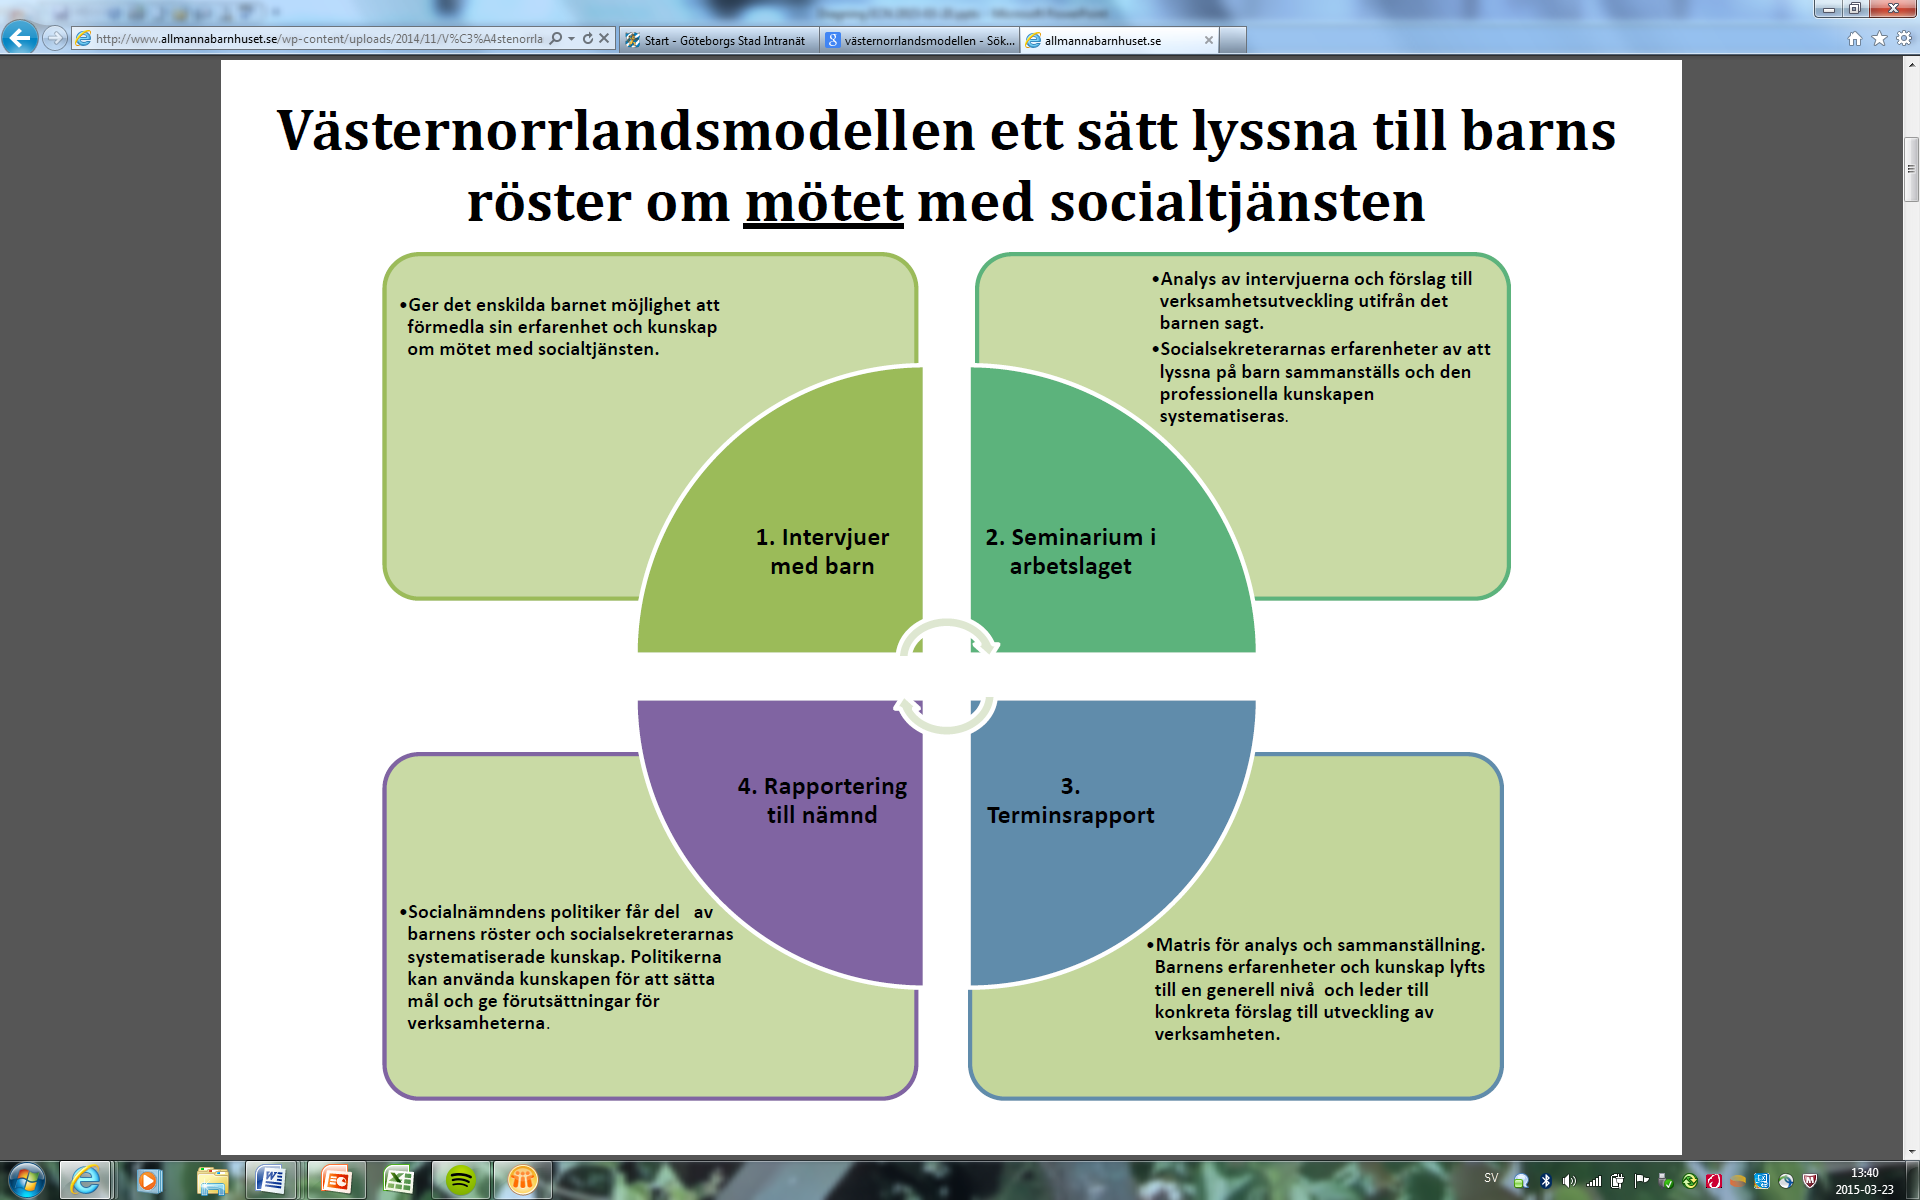 http://www.allmannabarnhuset.se/wp-content/uploads/2014/11/V%C3%A4stenorrla
Start - Göteborgs Stad Intranät
västernorrlandsmodellen - Sök...
allmannabarnhuset.se
Västernorrlandsmodellen ett sätt lyssna till barns
röster om mötet med socialtjänsten
•Ger det enskilda barnet möjlighet att
förmedla sin erfarenhet och kunskap
om mötet med socialtjänsten.
•Analys av intervjuerna och förslag till
verksamhetsutveckling utifrån det
barnen sagt.
•Socialsekreterarnas erfarenheter av att
lyssna på barn sammanställs och den
professionella kunskapen
systematiseras.
1. Intervjuer
med barn
2. Seminarium i
arbetslaget
4. Rapportering
till nämnd
3.
Terminsrapport
•Socialnämndens politiker får del av
barnens röster och socialsekreterarnas
systematiserade kunskap. Politikerna
kan använda kunskapen för att sätta
mål och ge förutsättningar för
verksamheterna.
•Matris för analys och sammanställning.
Barnens erfarenheter och kunskap lyfts
till en generell nivå och leder till
konkreta förslag till utveckling av
verksamheten.
SV
13:40
2015-03-23